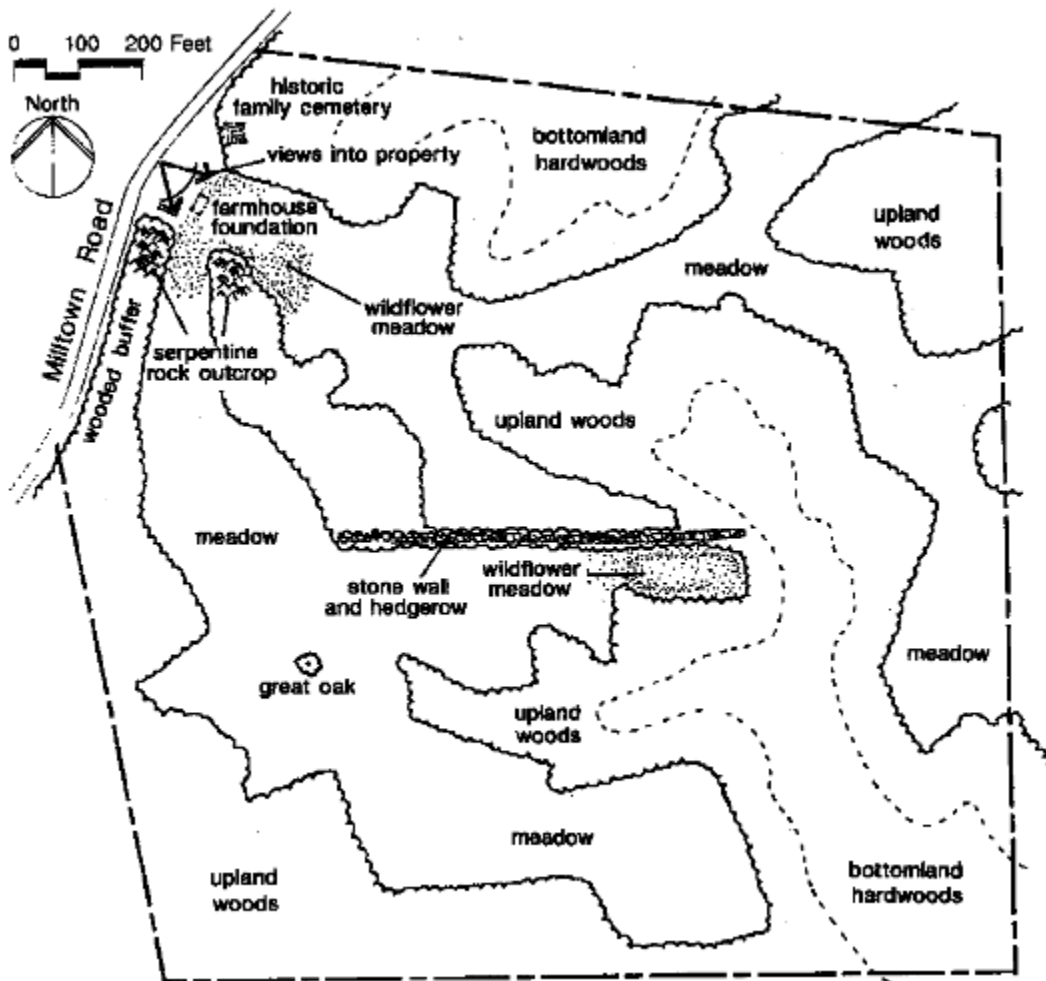 0 100 200 Feet
North
historic
family cemetery
views into property
bottomland
hardwoods
farmhouse
foundation
upland
woods
meadow
wildflower
meadow
Milltown Road
wooded buffer
serpentine
rock outcrop
upland woods
meadow
stone wall
and hedgerow
wildflower
meadow
meadow
great oak
upland
woods
meadow
upland
woods
bottomland
hardwoods